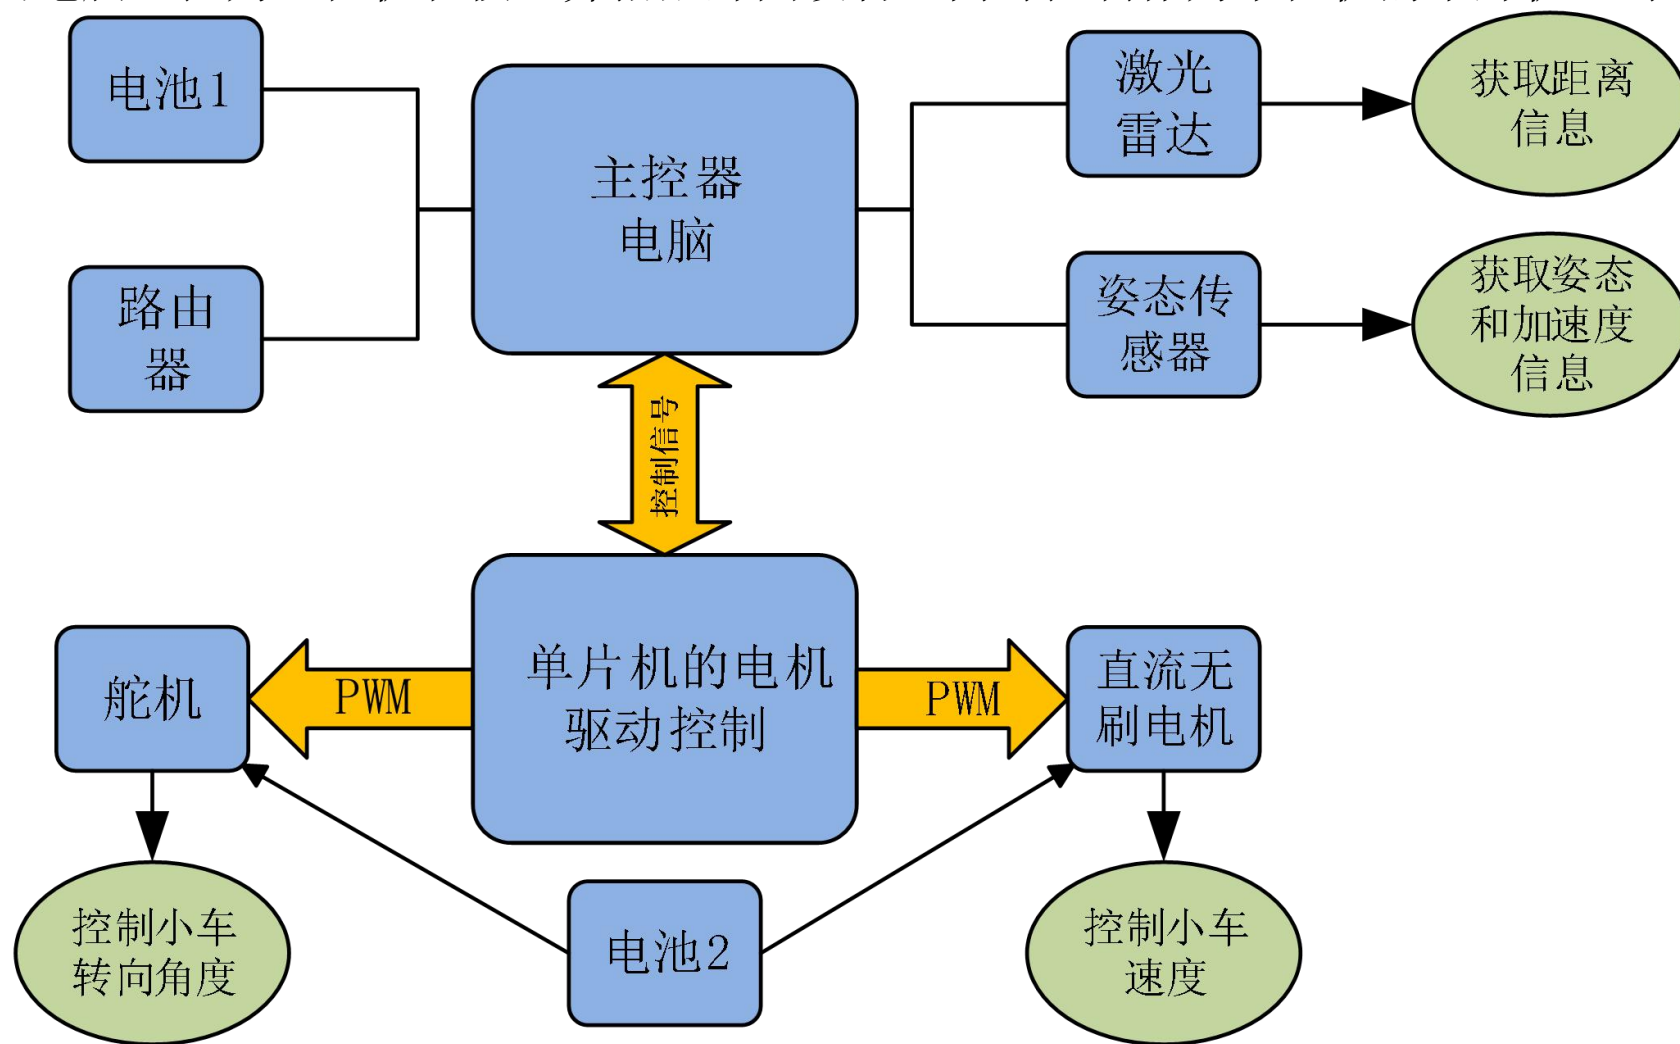 电池1
主控器
电脑
激光
雷达
获取距离
信息
路由
器
姿态传
感器
获取姿态
和加速度
信息
控制信号
舵机
PWM
单片机的电机
驱动控制
PWM
直流无
刷电机
控制小车
转向角度
电池2
控制小车
速度